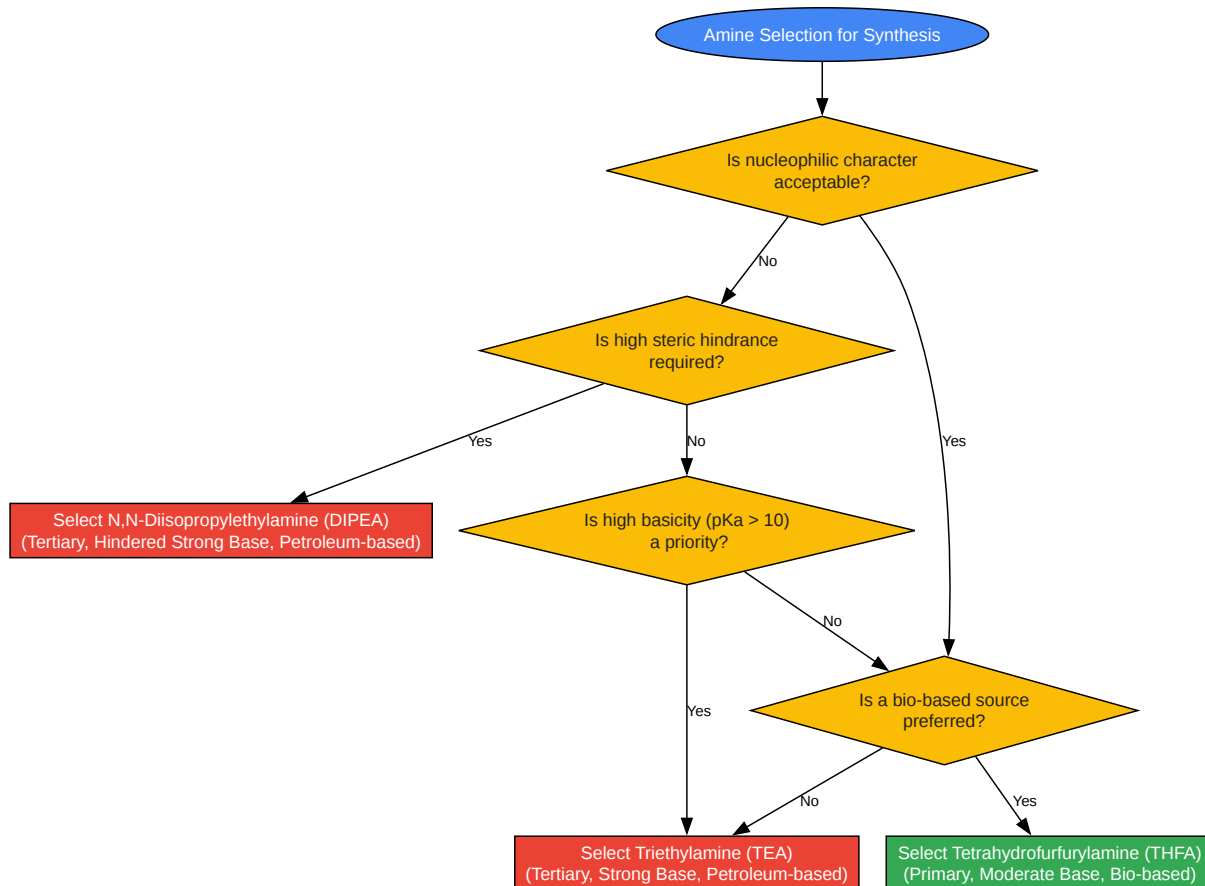 Amine Selection for Synthesis
Is nucleophilic character
acceptable?
No
Is high steric hindrance
required?
Yes
No
Yes
Select N,N-Diisopropylethylamine (DIPEA)
(Tertiary, Hindered Strong Base, Petroleum-based)
Is high basicity (pKa > 10)
a priority?
No
Is a bio-based source
preferred?
Yes
No
Yes
Select Triethylamine (TEA)
(Tertiary, Strong Base, Petroleum-based)
Select Tetrahydrofurfurylamine (THFA)
(Primary, Moderate Base, Bio-based)